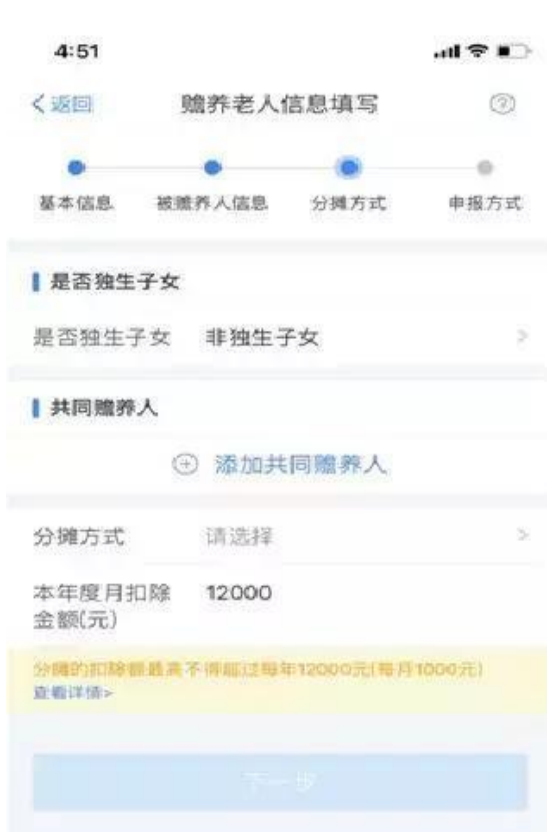 4:51
返回 赡养老人信息填写
基本信息 被赡养人信息 分摊方式 申报方式
是否独生子女
是否独生子女 非独生子女
共同赡养人
添加共同赡养人
分摊方式 请选择
本年度月扣除 12000
金额(元)
分摊的扣除额最高不得超过每年12000元(每月1000元)
查看详情>
下一步